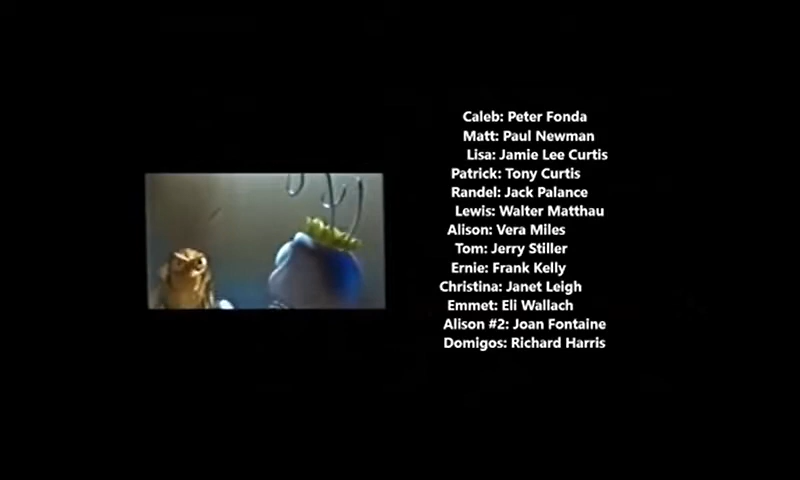 Caleb: Peter Fonda
Matt: Paul Newman
Lisa: Jamie Lee Curtis
Patrick: Tony Curtis
Randel: Jack Palance
Lewis: Walter Matthau
Alison: Vera Miles
Tom: Jerry Stiller
Ernie: Frank Kelly
Christina: Janet Leigh
Emmet: Eli Wallach
Alison #2: Joan Fontaine
Domigos: Richard Harris